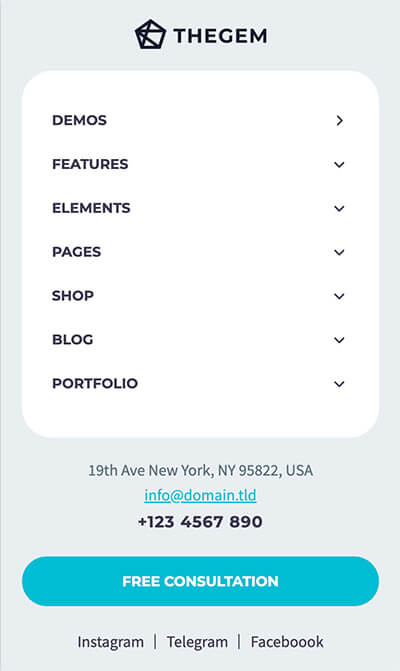 THEGEM
DEMOS
FEATURES
ELEMENTS
PAGES
SHOP
BLOG
PORTFOLIO
19th Ave New York, NY 95822, USA
info@domain.tld
+123 4567 890
FREE CONSULTATION
Instagram | Telegram | Faceboook